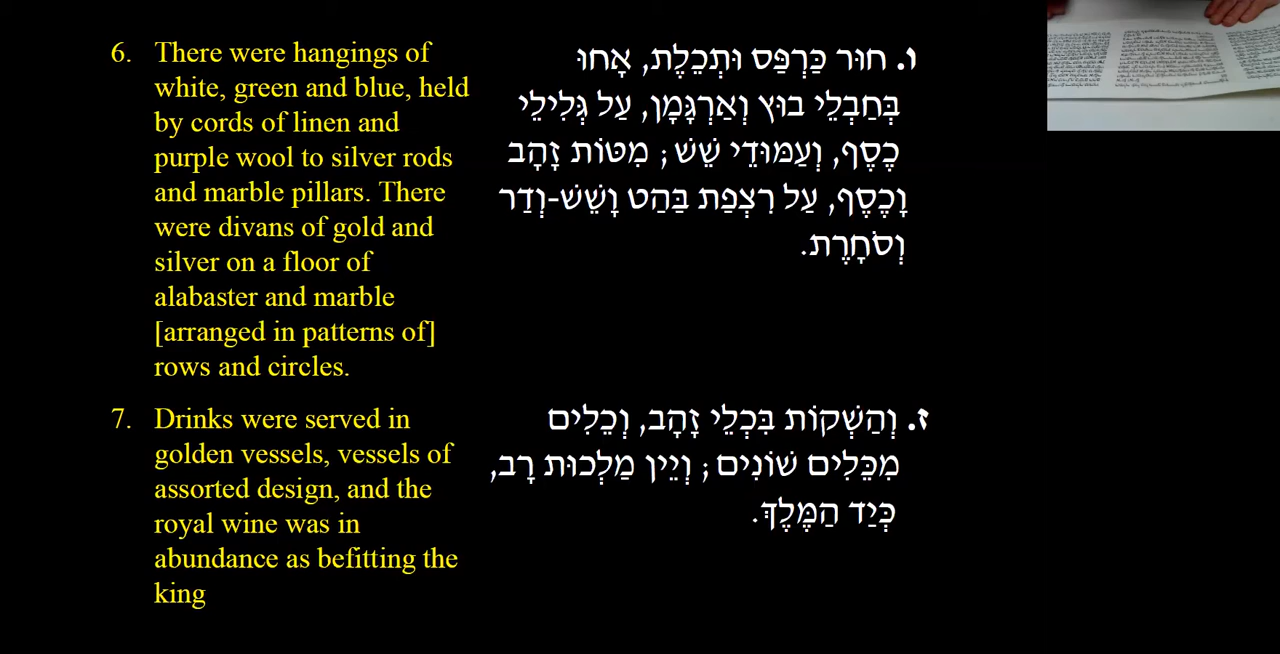 6. There were hangings of
white, green and blue, held
by cords of linen and
purple wool to silver rods
and marble pillars. There
were divans of gold and
silver on a floor of
alabaster and marble
[arranged in patterns of]
rows and circles.
ו. חוּר כַּרְפַּס וּתְכֵלֶת, אָחוּז
בְּחַבְלֵי בוּץ וְאַרְגָּמָן, עַל גְּלִילֵי
כֶסֶף, וְעַמּוּדֵי שֵׁשׁ; מִטּוֹת זָהָב
וָכֶסֶף, עַל רִצְפַת בַּהַט וָשֵׁשׁ-וְדַר
וְסֹחָרֶת.
7. Drinks were served in
golden vessels, vessels of
assorted design, and the
royal wine was in
abundance as befitting the
king
ז. וְהַשְׁקוֹת בִּכְלֵי זָהָב, וְכֵלִים
מִכֵּלִים שׁוֹנִים; וְיֵין מַלְכוּת רָב,
כְּיַד הַמֶּלֶךְ.